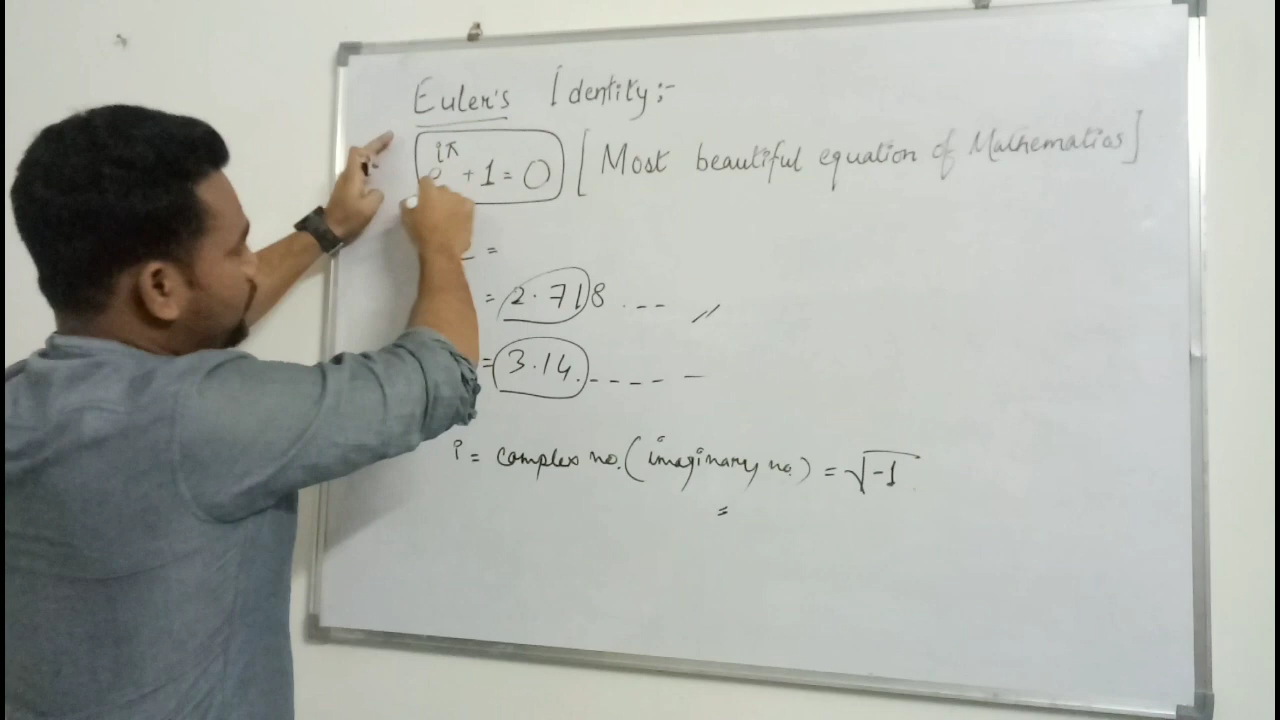 Euler's Identity :-
e^iπ + 1 = 0 [Most beautiful equation of Mathematics]
=
= 2.718 ... //
= 3.14. - - - - -
i = complex no. (imaginary no.) = √-1
=